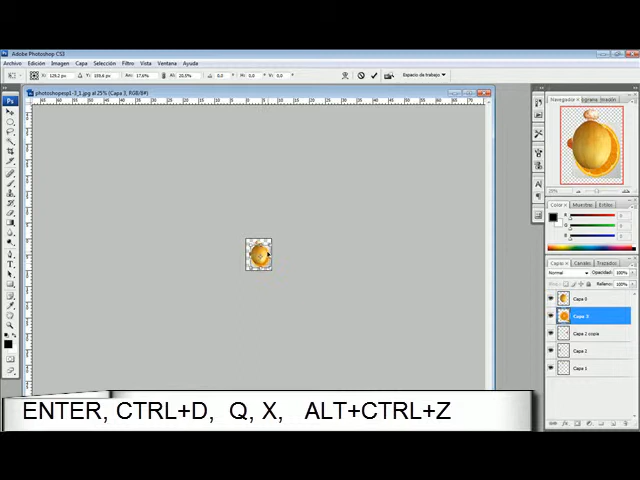 Adobe Photoshop CS3
Archivo Edición Imagen Capa Selección Filtro Vista Ventana Ayuda
Espacio de trabajo
photoshopesp1-3_1.jpg al 25% (Capa 3, RGB/8#)
Navegador
Color Muestras Estilos
Capas Canales Trazados
Normal Opacidad: 100%
Relleno: 100%
Capa 0
Capa 3
Capa 2 copia
Capa 2
Capa 1
ENTER, CTRL+D, Q, X, ALT+CTRL+Z